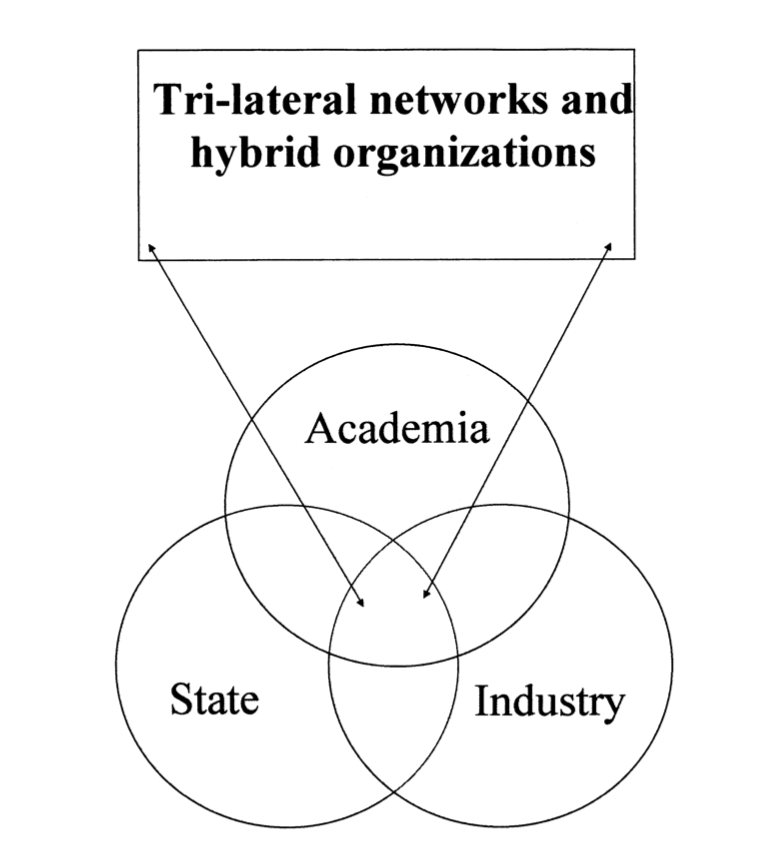 Tri-lateral networks and
hybrid organizations
Academia
State
Industry